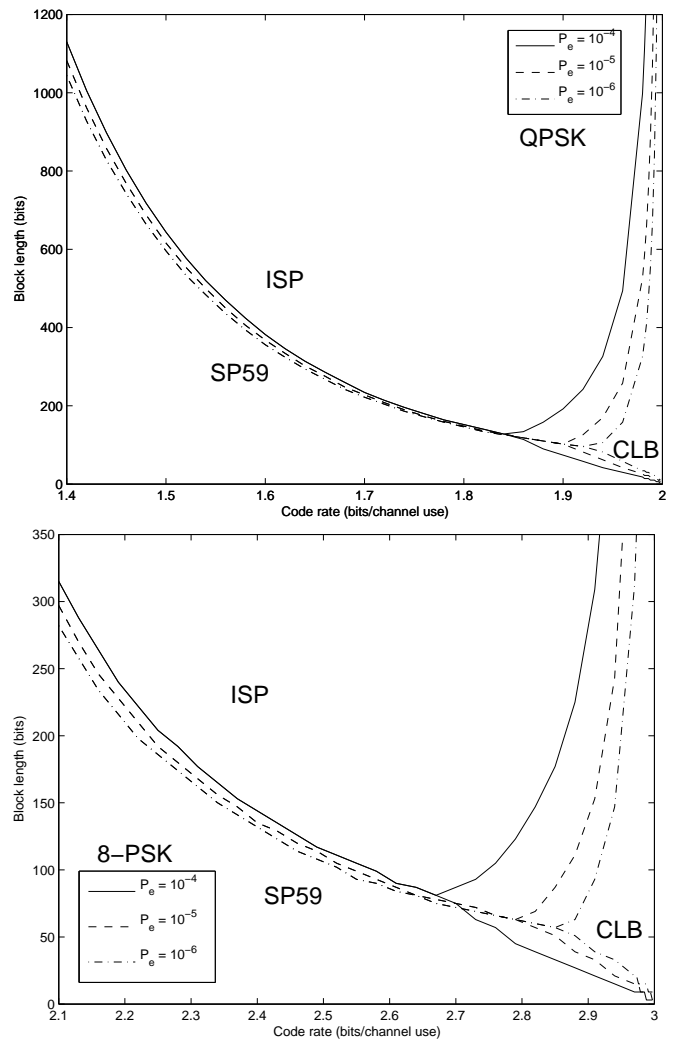 1200
1000
800
600
400
200
0
Block length (bits)
P_e = 10^−4
P_e = 10^−5
P_e = 10^−6
QPSK
ISP
SP59
CLB
1.4 1.5 1.6 1.7 1.8 1.9 2
Code rate (bits/channel use)
350
300
250
200
150
100
50
0
Block length (bits)
ISP
8−PSK
P_e = 10^−4
P_e = 10^−5
P_e = 10^−6
SP59
CLB
2.1 2.2 2.3 2.4 2.5 2.6 2.7 2.8 2.9 3
Code rate (bits/channel use)